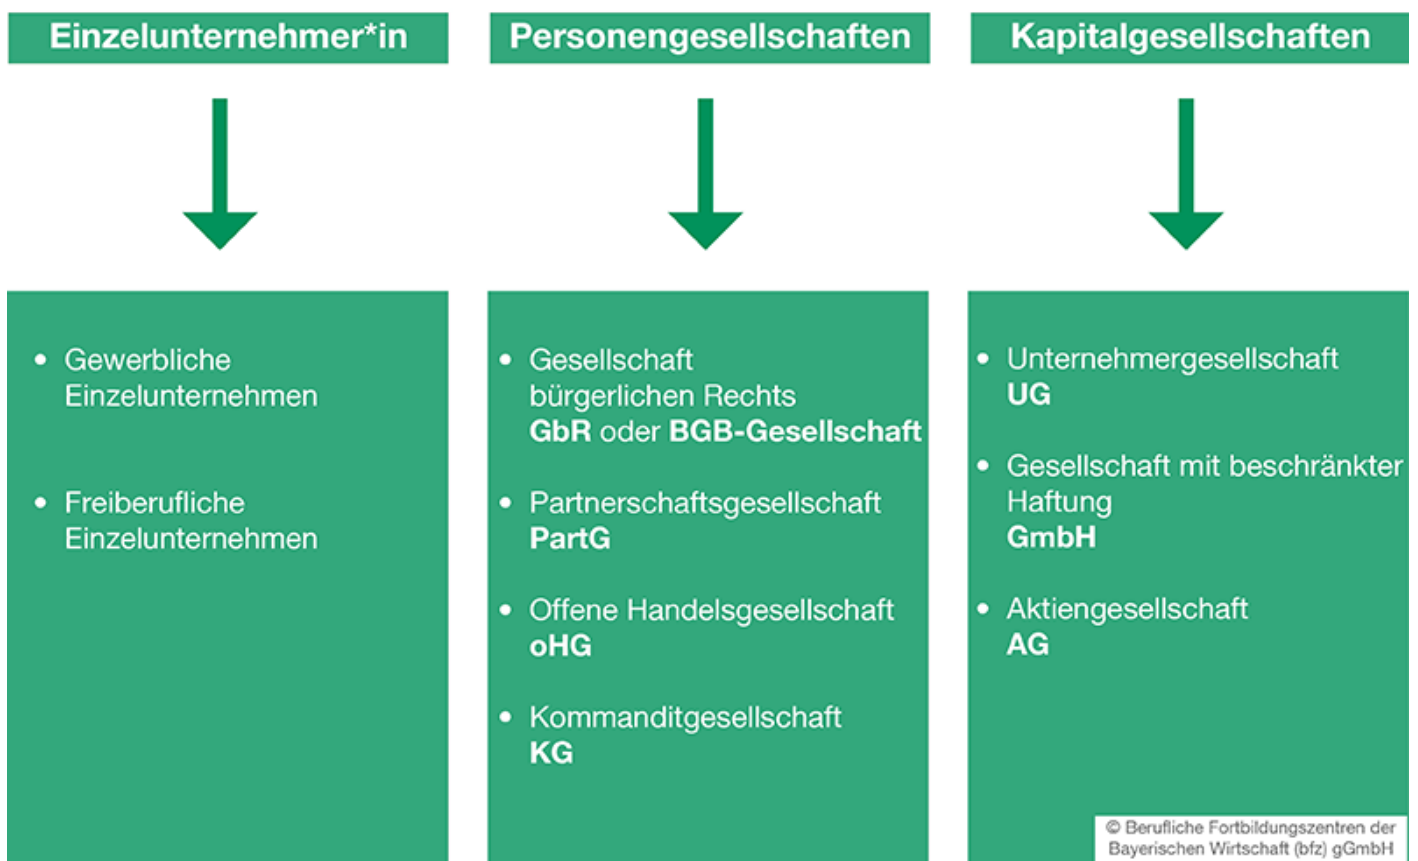 Einzelunternehmer*in
Personengesellschaften
Kapitalgesellschaften
• Gewerbliche
Einzelunternehmen
• Freiberufliche
Einzelunternehmen
• Gesellschaft
bürgerlichen Rechts
GbR oder BGB-Gesellschaft
• Partnerschaftsgesellschaft
PartG
• Offene Handelsgesellschaft
oHG
• Kommanditgesellschaft
KG
• Unternehmergesellschaft
UG
• Gesellschaft mit beschränkter
Haftung
GmbH
• Aktiengesellschaft
AG
© Berufliche Fortbildungszentren der
Bayerischen Wirtschaft (bfz) gGmbH